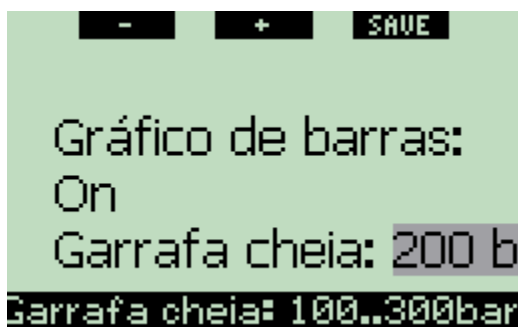 - + SAVE
Gráfico de barras:
On
Garrafa cheia: 200 b
Garrafa cheia: 100..300bar